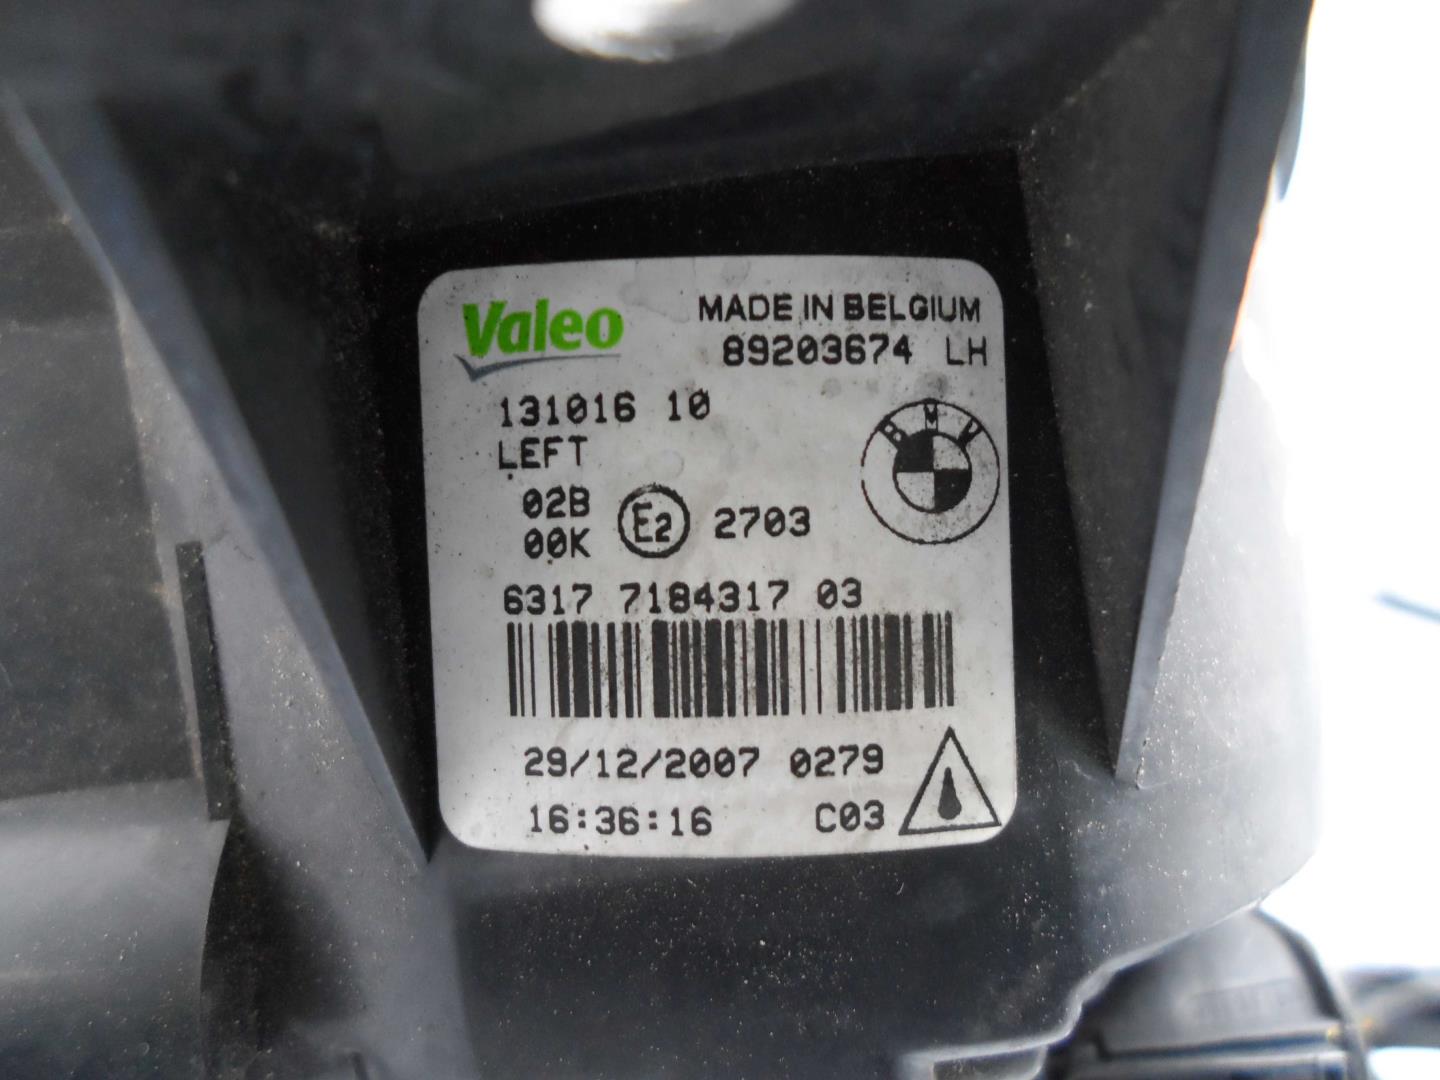 Valeo
MADE IN BELGIUM
89203674 LH
131016 10
LEFT
BMW
02B
00K
E2 2703
6317 7184317 03
29/12/2007 0279
16:36:16 C03